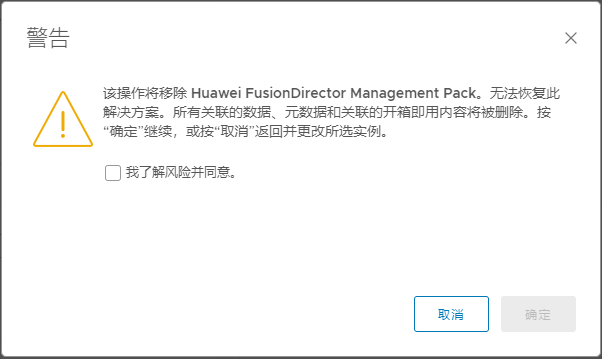 警告
该操作将移除 Huawei FusionDirector Management Pack。无法恢复此
解决方案。所有关联的数据、元数据和关联的开箱即用内容将被删除。按
“确定”继续，或按“取消”返回并更改所选实例。
我了解风险并同意。
取消
确定